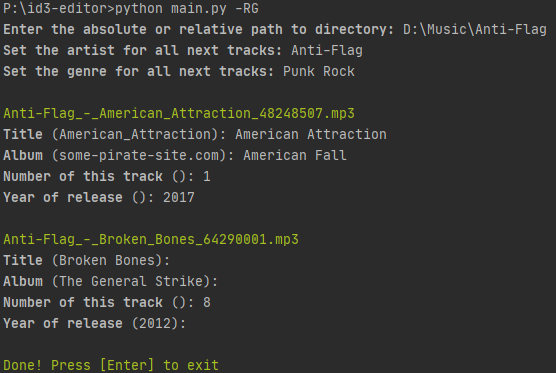 P:\id3-editor>python main.py -RG
Enter the absolute or relative path to directory: D:\Music\Anti-Flag
Set the artist for all next tracks: Anti-Flag
Set the genre for all next tracks: Punk Rock
Anti-Flag_-_American_Attraction_48248507.mp3
Title (American_Attraction): American Attraction
Album (some-pirate-site.com): American Fall
Number of this track (): 1
Year of release (): 2017
Anti-Flag_-_Broken_Bones_64290001.mp3
Title (Broken Bones):
Album (The General Strike):
Number of this track (): 8
Year of release (2012):
Done! Press [Enter] to exit